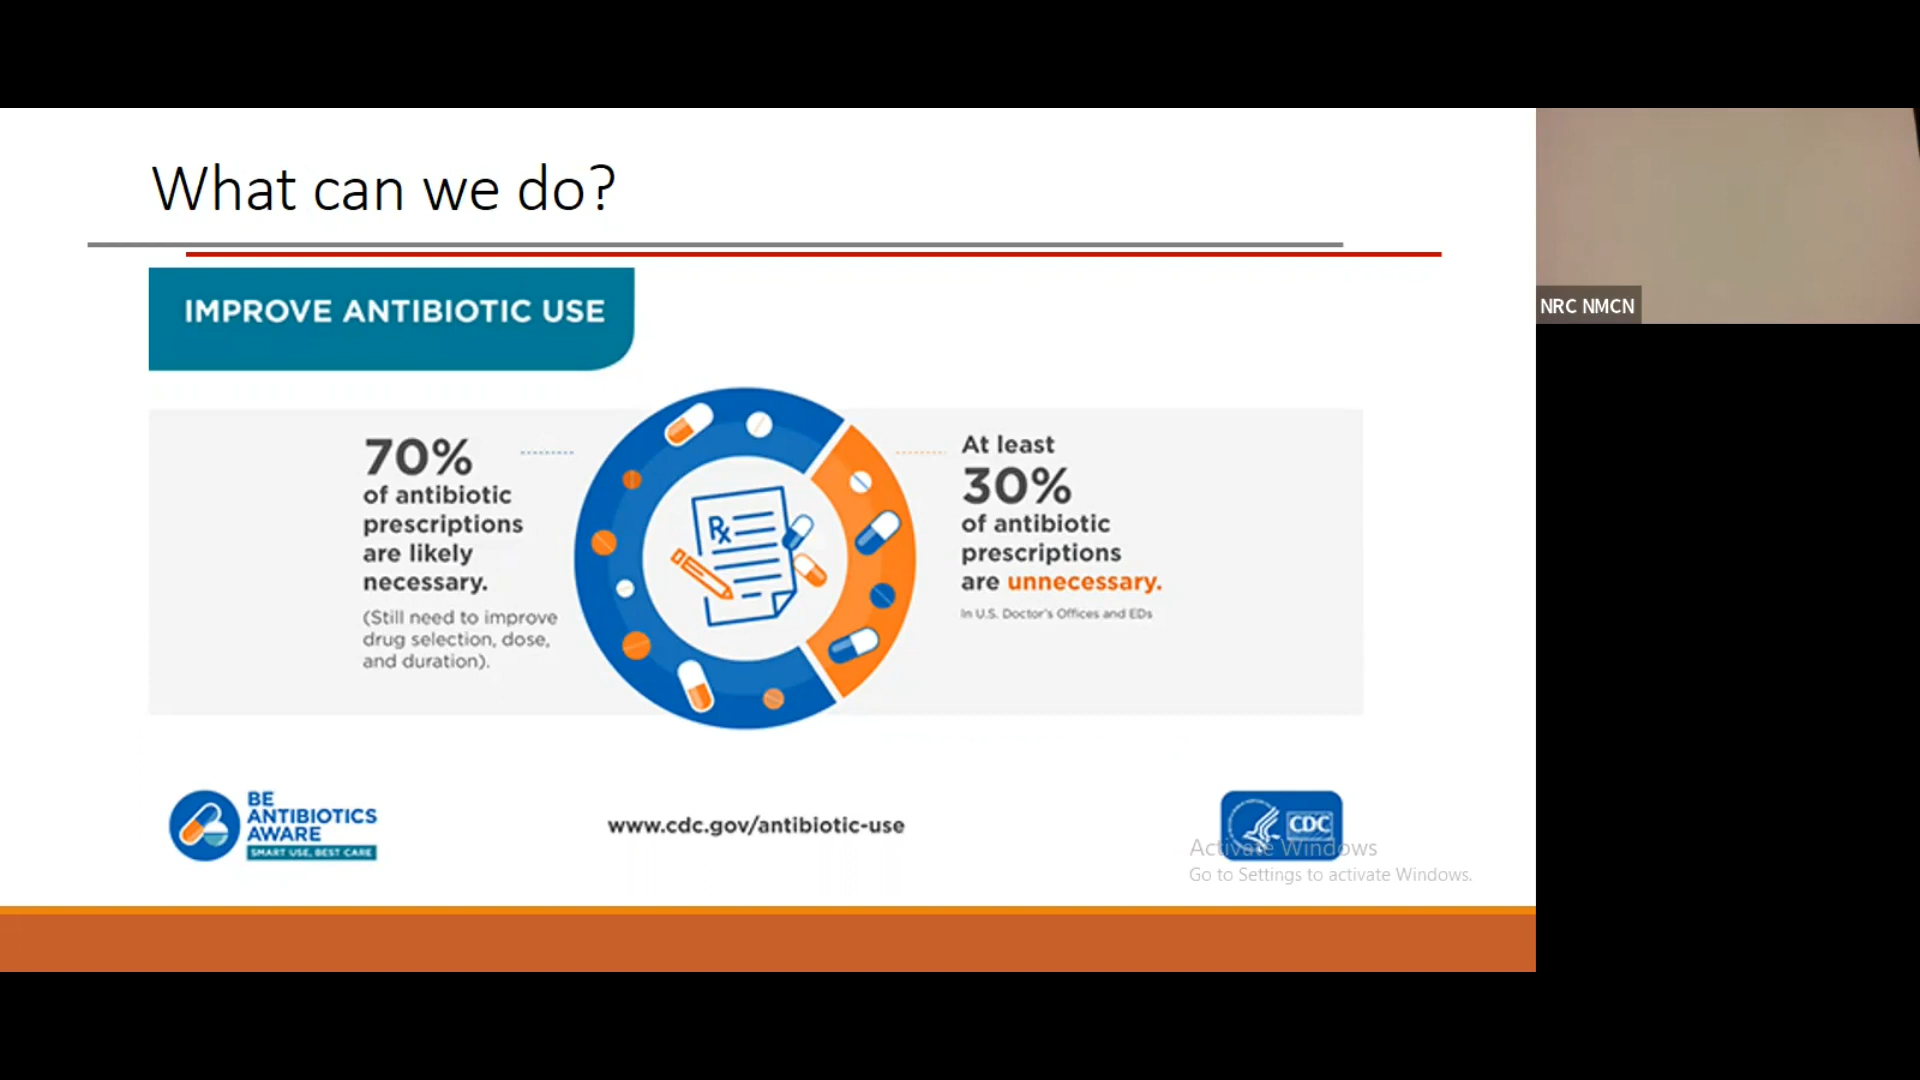 What can we do?
IMPROVE ANTIBIOTIC USE
70%
of antibiotic
prescriptions
are likely
necessary.
(Still need to improve
drug selection, dose,
and duration).
Rx
At least
30%
of antibiotic
prescriptions
are unnecessary.
In U.S. Doctor's Offices and EDs
BE
ANTIBIOTICS
AWARE
SMART USE, BEST CARE
www.cdc.gov/antibiotic-use
CDC
Activate Windows
Go to Settings to activate Windows.
NRC NMCN